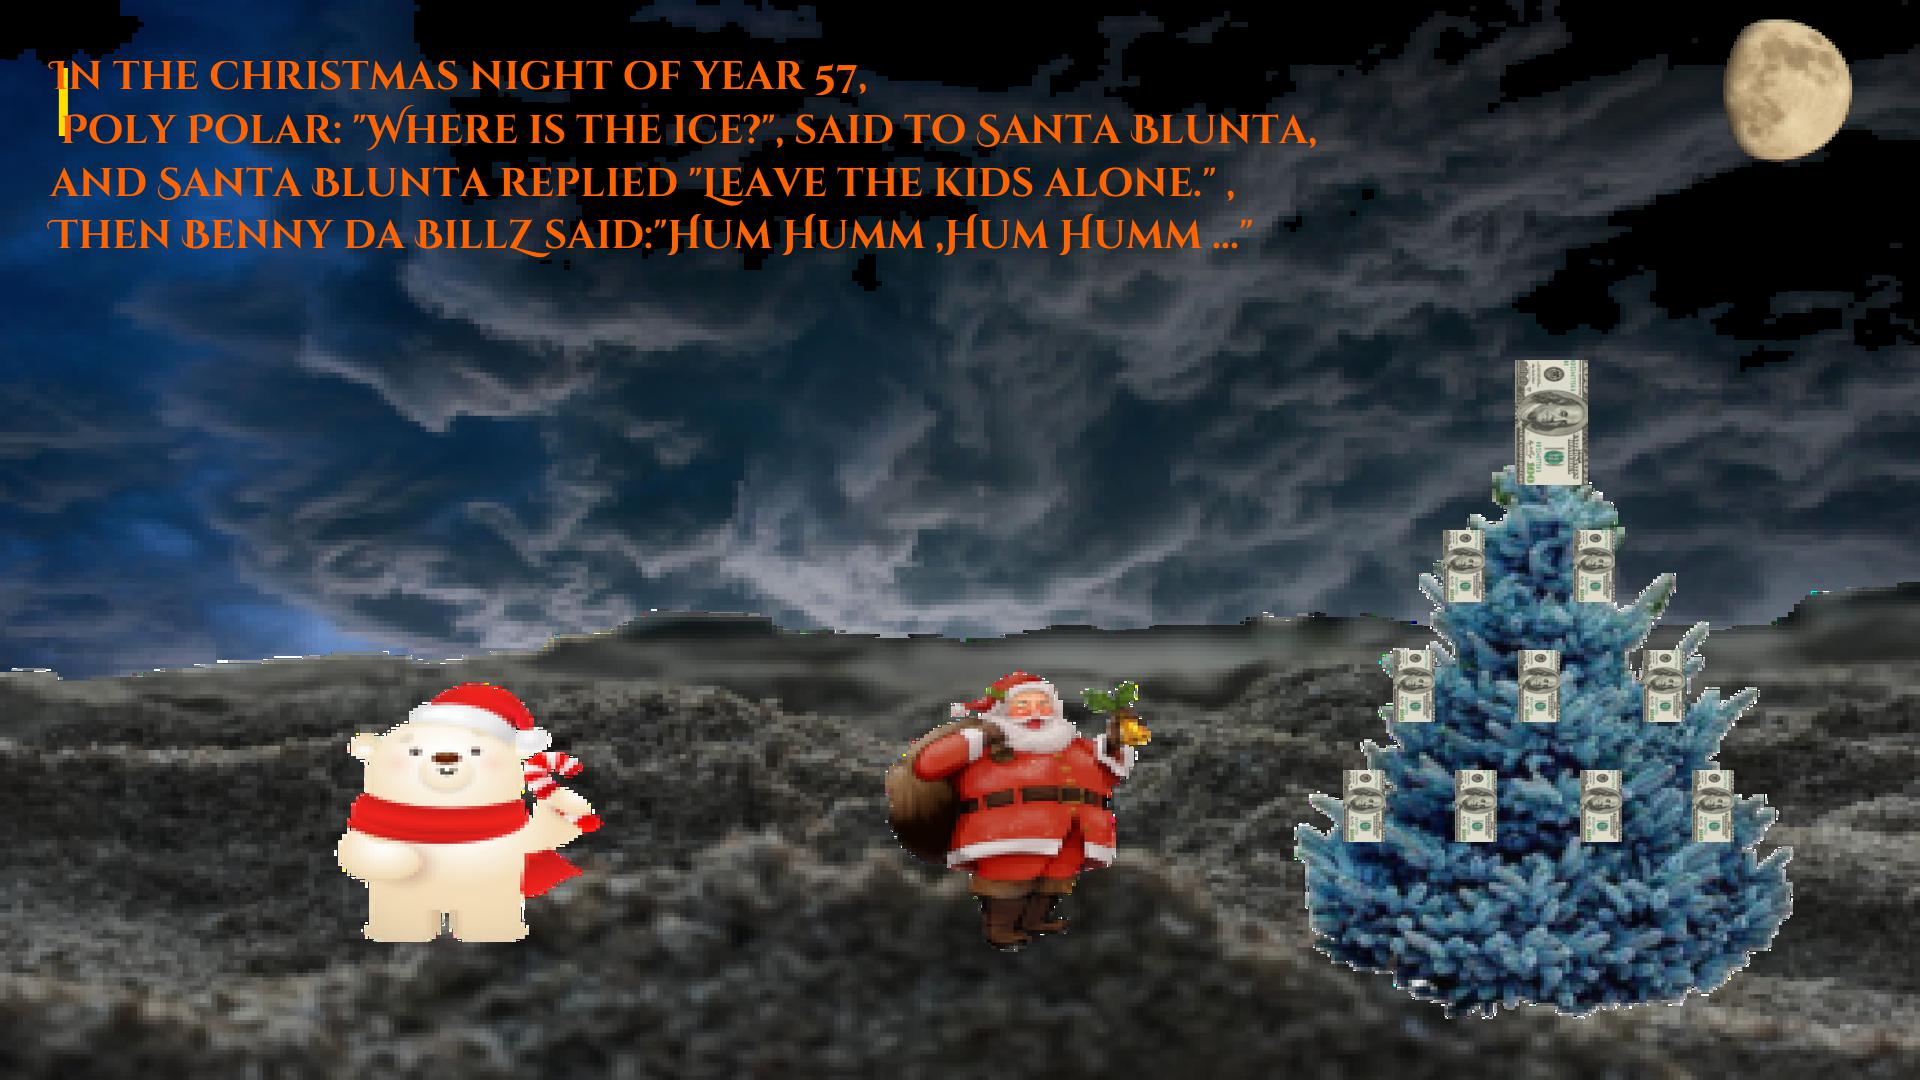 In the Christmas night of year 57,
Poly Polar: "Where is the ice?", said to Santa Blunta,
and Santa Blunta replied "Leave the kids alone." ,
Then Benny da BillZ said:"Hum Humm ,Hum Humm ..."